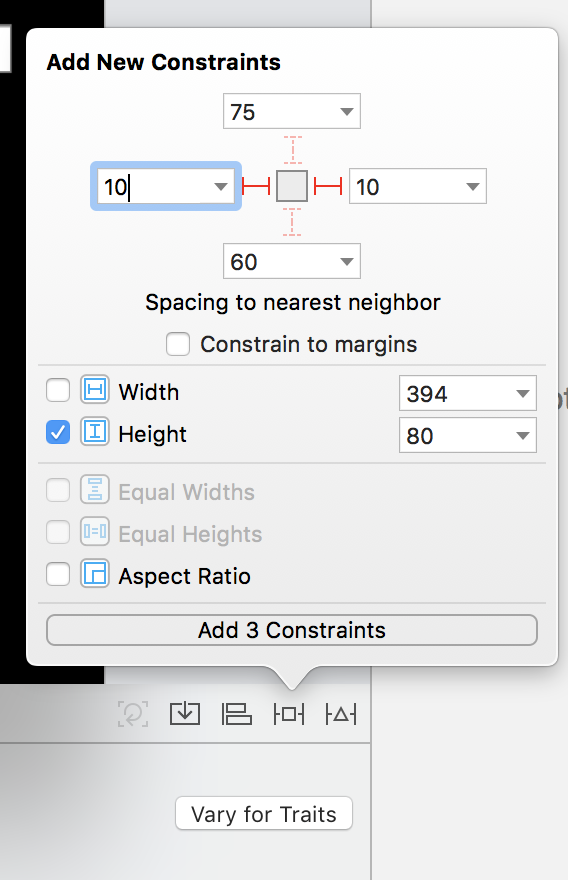 Add New Constraints
75
10
10
60
Spacing to nearest neighbor
Constrain to margins
Width
394
Height
80
Equal Widths
Equal Heights
Aspect Ratio
Add 3 Constraints
Vary for Traits